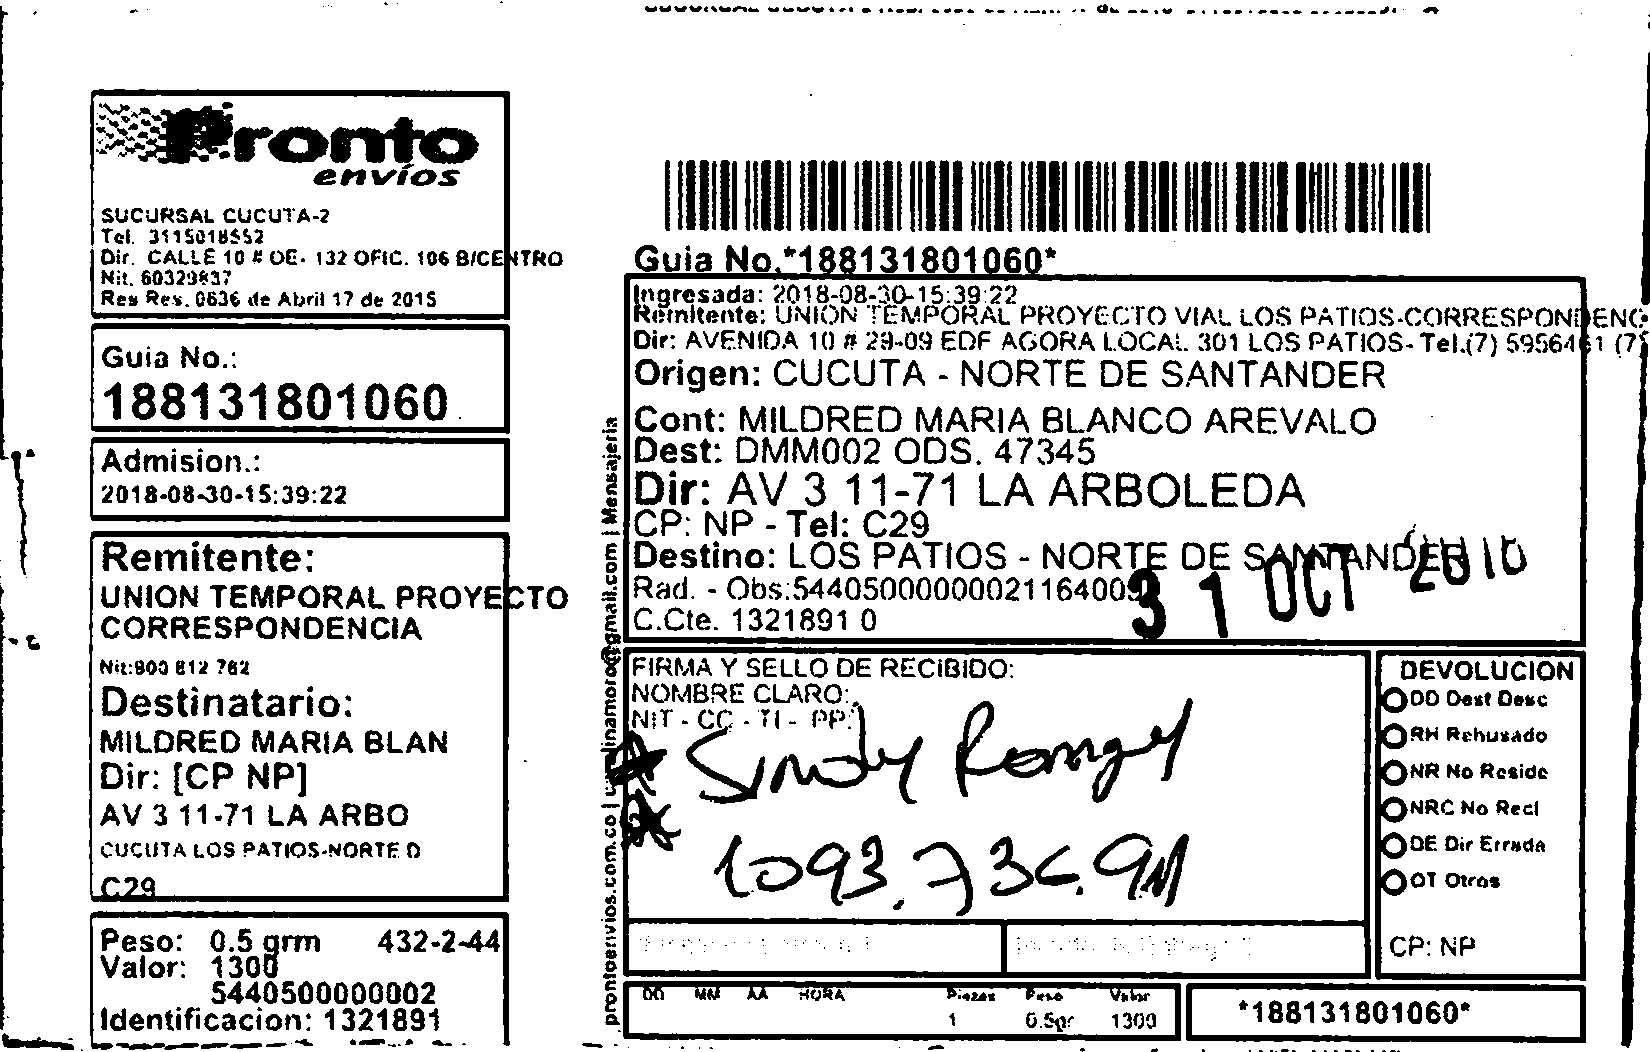 Pronto
envíos
SUCURSAL CUCUTA-2
Tel. 3115018552
Dir. CALLE 10 # OE- 132 OFIC. 106 B/CENTRO
Nit. 60329837
Res Res. 0636 de Abril 17 de 2015
Guia No.:
188131801060
Admision.:
2018-08-30-15:39:22
Remitente:
UNION TEMPORAL PROYECTO
CORRESPONDENCIA
Nit:900 812 762
Destinatario:
MILDRED MARIA BLAN
Dir: [CP NP]
AV 3 11-71 LA ARBO
CUCUTA LOS PATIOS-NORTE D
C29
Peso: 0.5 grm 432-2-44
Valor: 1300
5440500000002
Identificacion: 1321891
Guia No.*188131801060*
Ingresada: 2018-08-30-15:39:22
Remitente: UNION TEMPORAL PROYECTO VIAL LOS PATIOS-CORRESPONDENC
Dir: AVENIDA 10 # 29-09 EDF AGORA LOCAL 301 LOS PATIOS- Tel.(7) 5956461 (7)
Origen: CUCUTA - NORTE DE SANTANDER
Cont: MILDRED MARIA BLANCO AREVALO
Dest: DMM002 ODS. 47345
Dir: AV 3 11-71 LA ARBOLEDA
CP: NP - Tel: C29
Destino: LOS PATIOS - NORTE DE SANTANDER
Rad. - Obs:54405000000021164009
C.Cte. 1321891 0
31 OCT
FIRMA Y SELLO DE RECIBIDO:
NOMBRE CLARO:
NIT - CC - TI - PP:
Sindy Rangel
1093.736.911
DEVOLUCION
DD Dest Desc
RH Rehusado
NR No Reside
NRC No Recl
DE Dir Errada
OT Otros
CP: NP
DD MM AA HORA Piezas Peso Valor
1 0.5gr 1300
*188131801060*
prontoenvios.com.co | Mensajeria